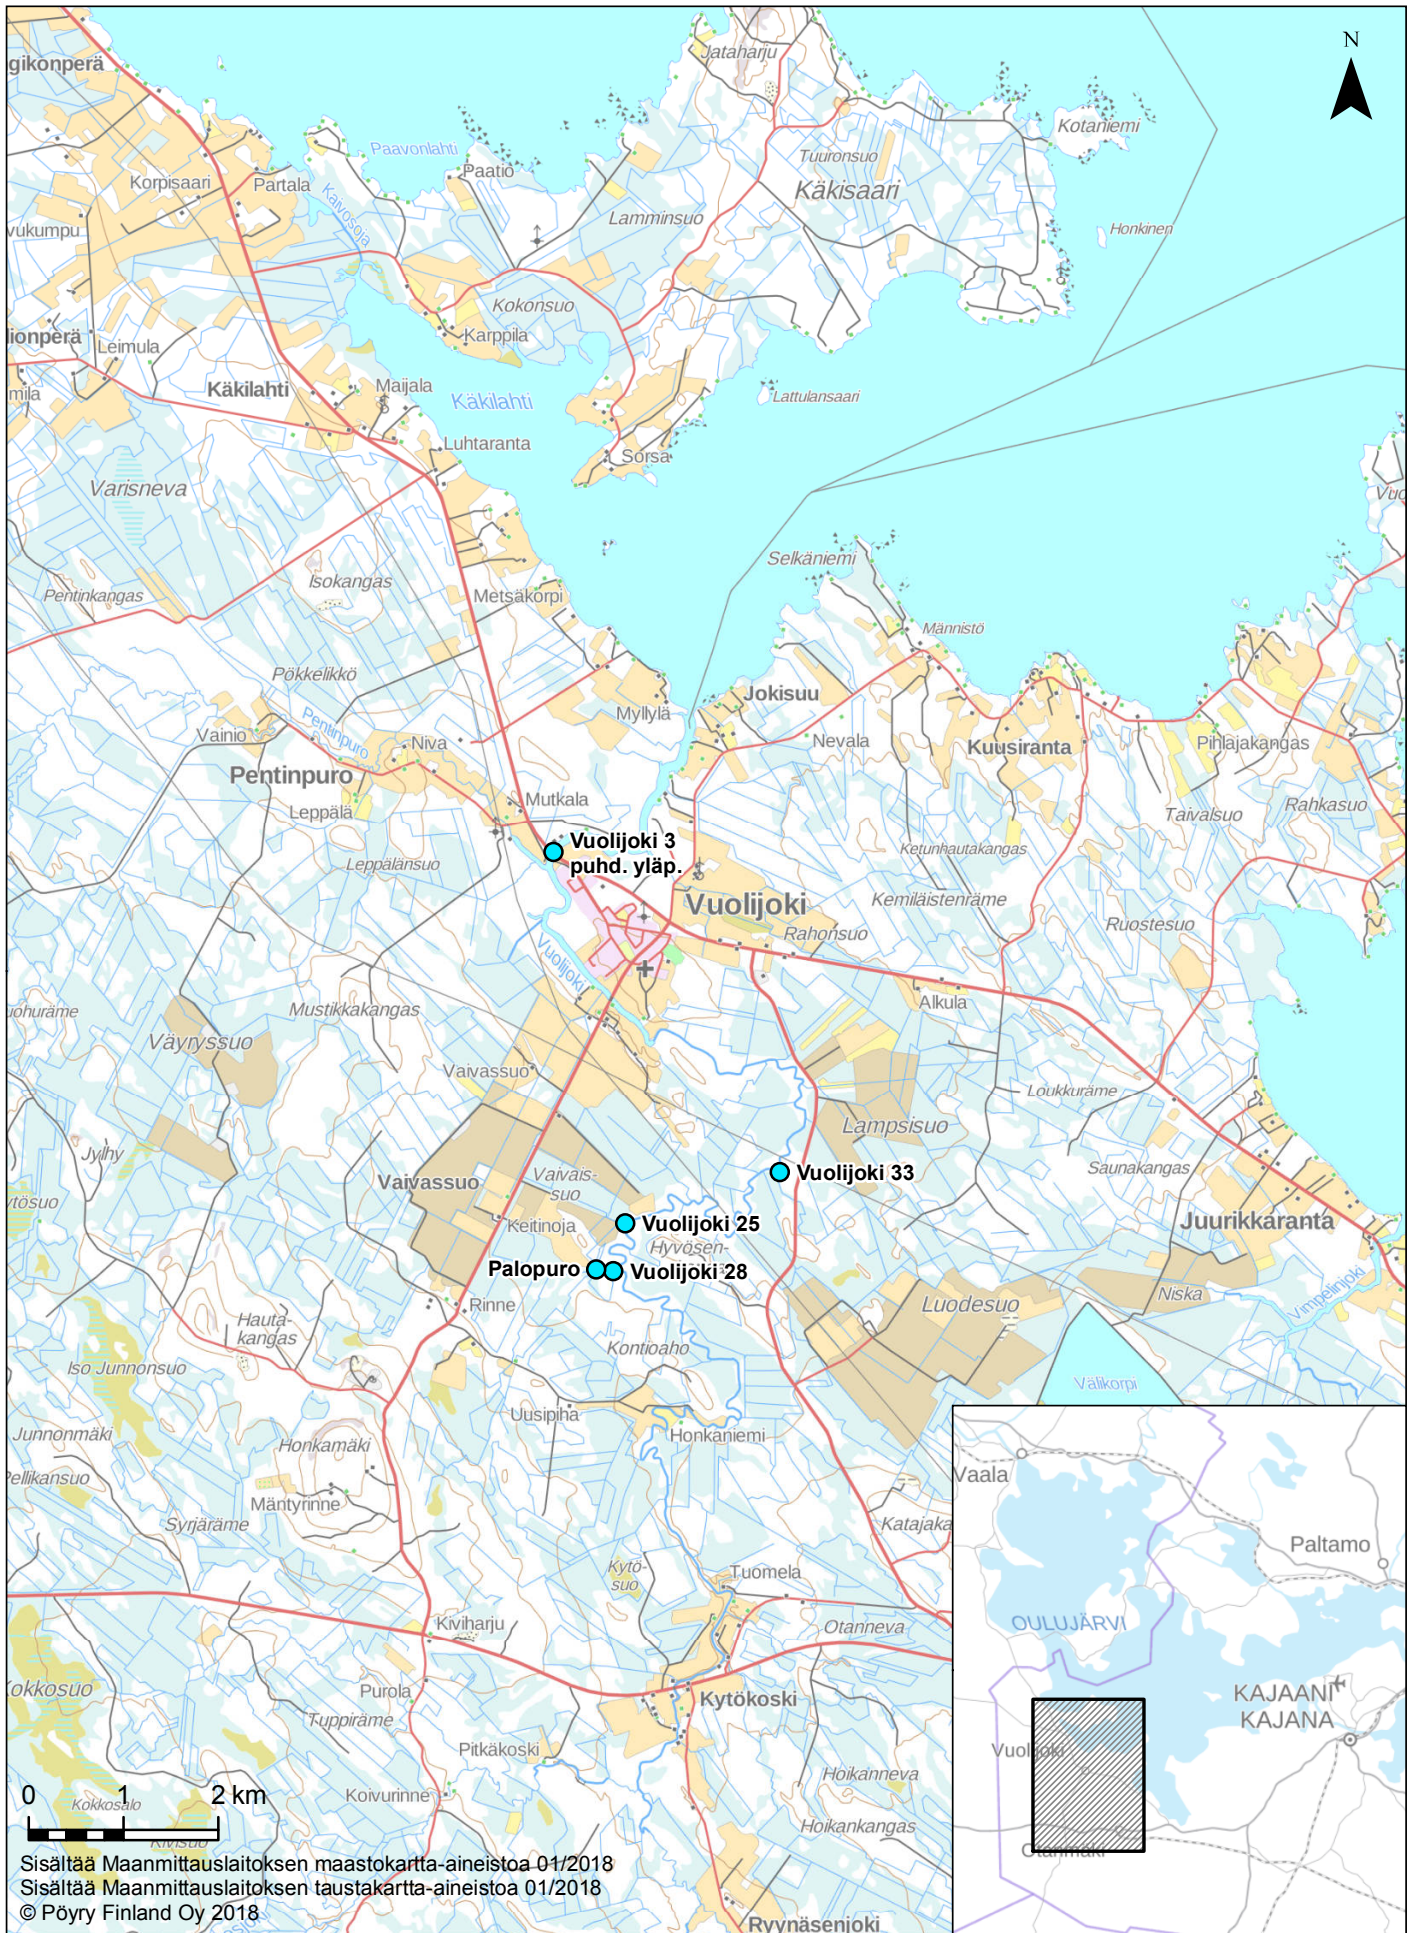 N
Jataharju
gikonperä
Kotaniemi
Paavonlahti
Tuuronsuo
Paatio
Korpisaari
Partala
Käkisaari
Kaivosoja
Lamminsuo
vukumpu
Honkinen
Kokonsuo
Karppila
lionperä
Leimula
Maijala
Käkilahti
Käkilahti
mila
Lattulansaari
Luhtaranta
Sorsa
Varisneva
Vuo
Selkäniemi
Isokangas
Pentinkangas
Metsäkorpi
Männistö
Pökkelikkö
Jokisuu
Myllylä
Pentinpuro
Vainio
Niva
Nevala
Kuusiranta
Pihlajakangas
Pentinpuro
Leppälä
Mutkala
Taivalsuo
Rahkasuo
Vuolijoki 3
puhd. yläp.
Leppälänsuo
Ketunhautakangas
Vuolijoki
Kemiläistenräme
Ruostesuo
Rahonsuo
Vuolijoki
Alkula
uohuräme
Mustikkakangas
Väyryssuo
Vaivassuo
Loukkuräme
Lampsisuo
Jylhy
Saunakangas
Vaivassuo
Vaivais-
suo
Vuolijoki 33
ytösuo
Keitinoja
Vuolijoki 25
Juurikkaranta
Hyvösen-
Palopuro
Vuolijoki 28
Niska
Vimpelinjoki
Rinne
Luodesuo
Hauta-
kangas
Kontioaho
Iso Junnonsuo
Välikorpi
Uusipiha
Junnonmäki
Honkamäki
Honkaniemi
Pellikansuo
Vaala
Mäntyrinne
Syrjäräme
Katajaka
Paltamo
Kytö-
suo
Tuomela
Kiviharju
Otanneva
OULUJÄRVI
Kokkosuo
Purola
Kytökoski
KAJAANI
KAJANA
Tuppiräme
Pitkäkoski
Vuolijoki
Hoikanneva
Koivurinne
0 1 2 km
Kokkosalo
Hoikankangas
Kivisuo
Otanmäki
Sisältää Maanmittauslaitoksen maastokartta-aineistoa 01/2018
Sisältää Maanmittauslaitoksen taustakartta-aineistoa 01/2018
© Pöyry Finland Oy 2018
Ryynäsenjoki